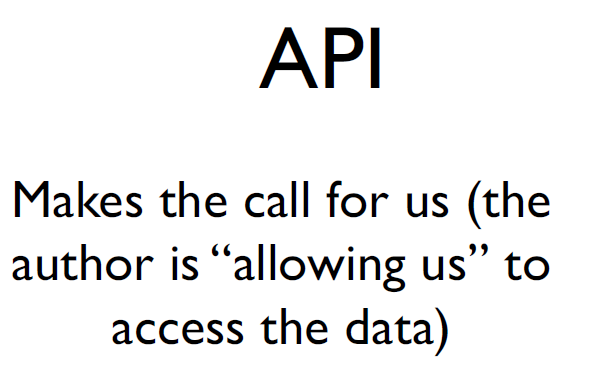 API
Makes the call for us (the
author is “allowing us” to
access the data)